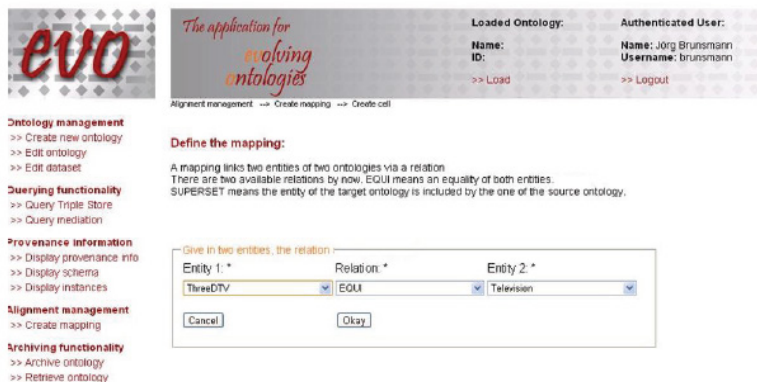 evo
The application for
evolving
ontologies
Loaded Ontology:
Name:
ID:
>> Load
Authenticated User:
Name: Jörg Brunsmann
Username: brunsmann
>> Logout
Alignment management --> Create mapping --> Create cell
Ontology management
>> Create new ontology
>> Edit ontology
>> Edit dataset
Querying functionality
>> Query Triple Store
>> Query mediation
Provenance information
>> Display provenance info
>> Display schema
>> Display instances
Alignment management
>> Create mapping
Archiving functionality
>> Archive ontology
>> Retrieve ontology
Define the mapping:
A mapping links two entities of two ontologies via a relation
There are two available relations by now. EQUI means an equality of both entities.
SUPERSET means the entity of the target ontology is included by the one of the source ontology.
Give in two entities, the relation
Entity 1: * Relation: * Entity 2: *
ThreeDTV EQUI Television
Cancel Okay